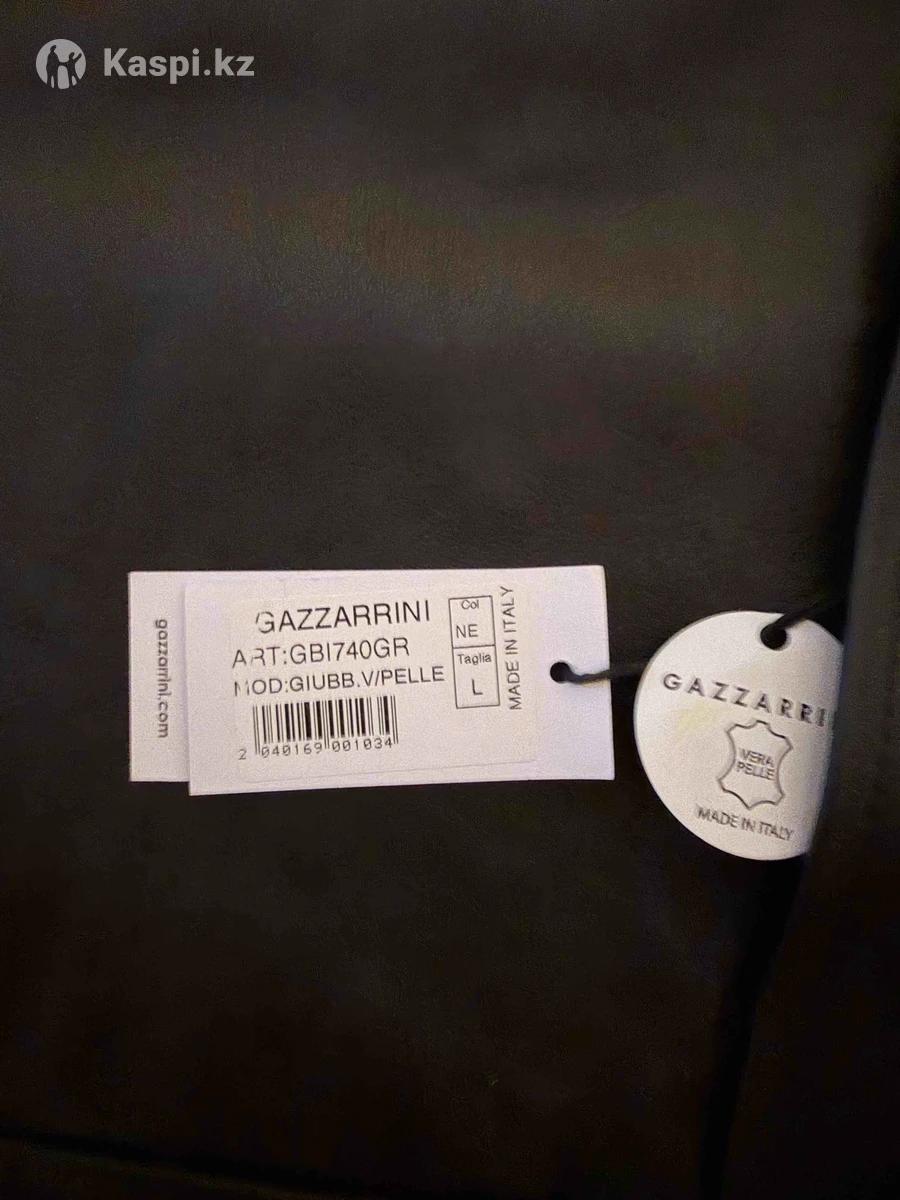 Kaspi.kz
gazzarrini.com
GAZZARRINI
ART:GBI740GR
MOD:GIUBB.V/PELLE
2 040169 001034
Col
NE
Taglia
L
MADE IN ITALY
GAZZARRINI
VERA
PELLE
MADE IN ITALY